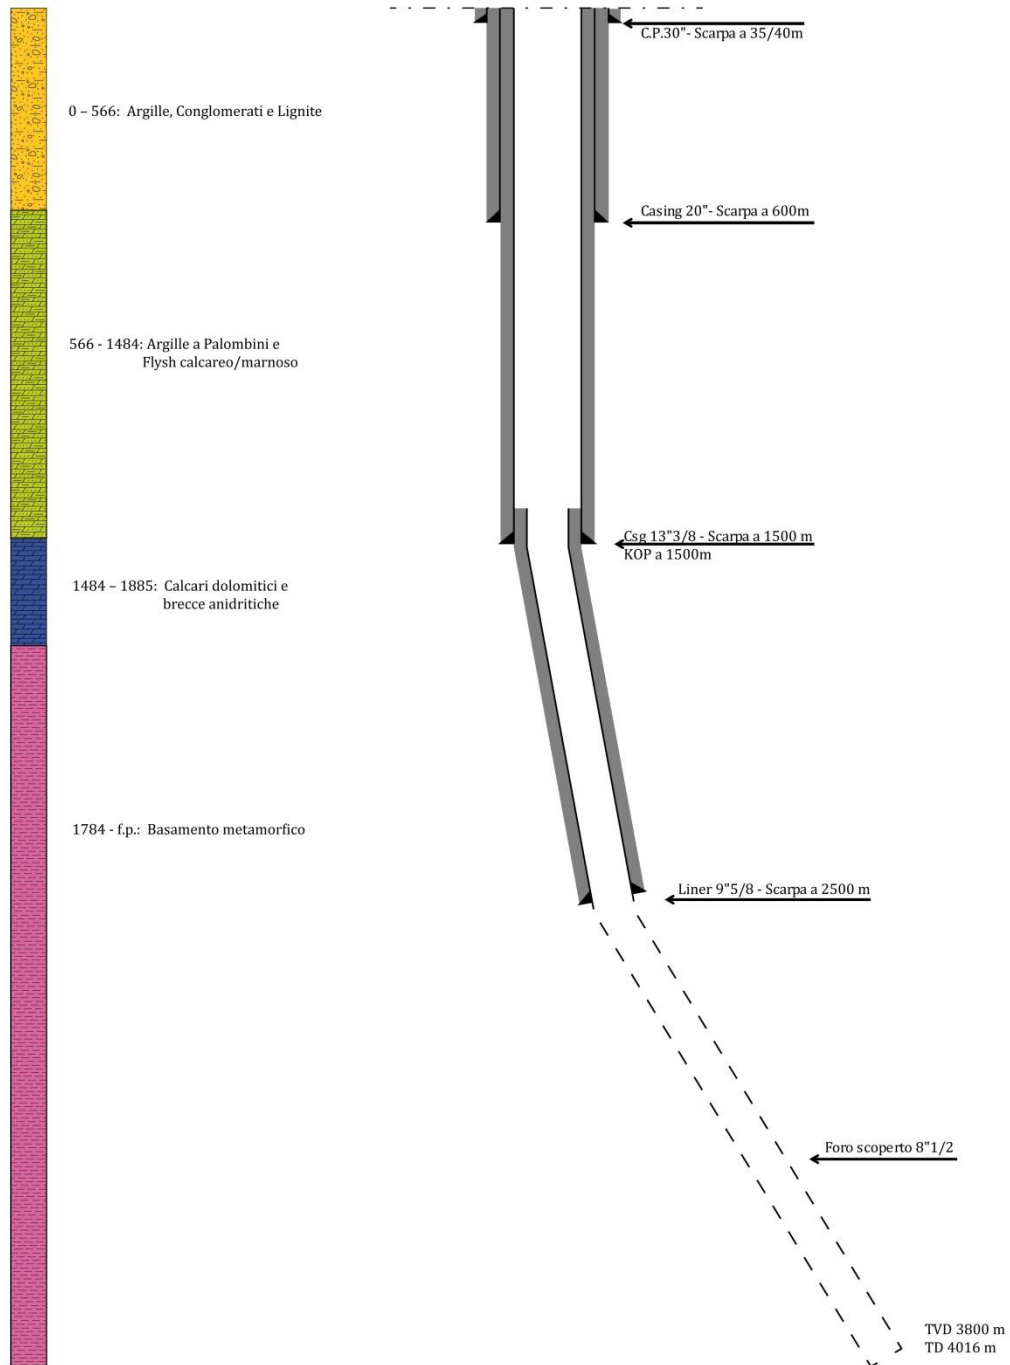 C.P.30"- Scarpa a 35/40m
0 – 566: Argille, Conglomerati e Lignite
Casing 20"- Scarpa a 600m
566 - 1484: Argille a Palombini e
Flysh calcareo/marnoso
Csg 13"3/8 - Scarpa a 1500 m
KOP a 1500m
1484 – 1885: Calcari dolomitici e
brecce anidritiche
1784 - f.p.: Basamento metamorfico
Liner 9"5/8 - Scarpa a 2500 m
Foro scoperto 8"1/2
TVD 3800 m
TD 4016 m